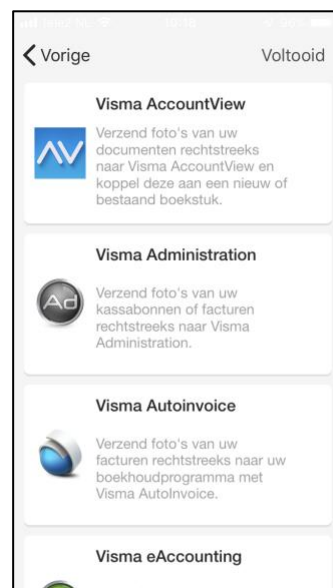 Vorige Voltooid
Visma AccountView
Verzend foto's van uw
documenten rechtstreeks
naar Visma AccountView en
koppel deze aan een nieuw of
bestaand boekstuk.
Visma Administration
Ad
Verzend foto's van uw
kassabonnen of facturen
rechtstreeks naar Visma
Administration.
Visma Autoinvoice
Verzend foto's van uw
facturen rechtstreeks naar uw
boekhoudprogramma met
Visma AutoInvoice.
Visma eAccounting